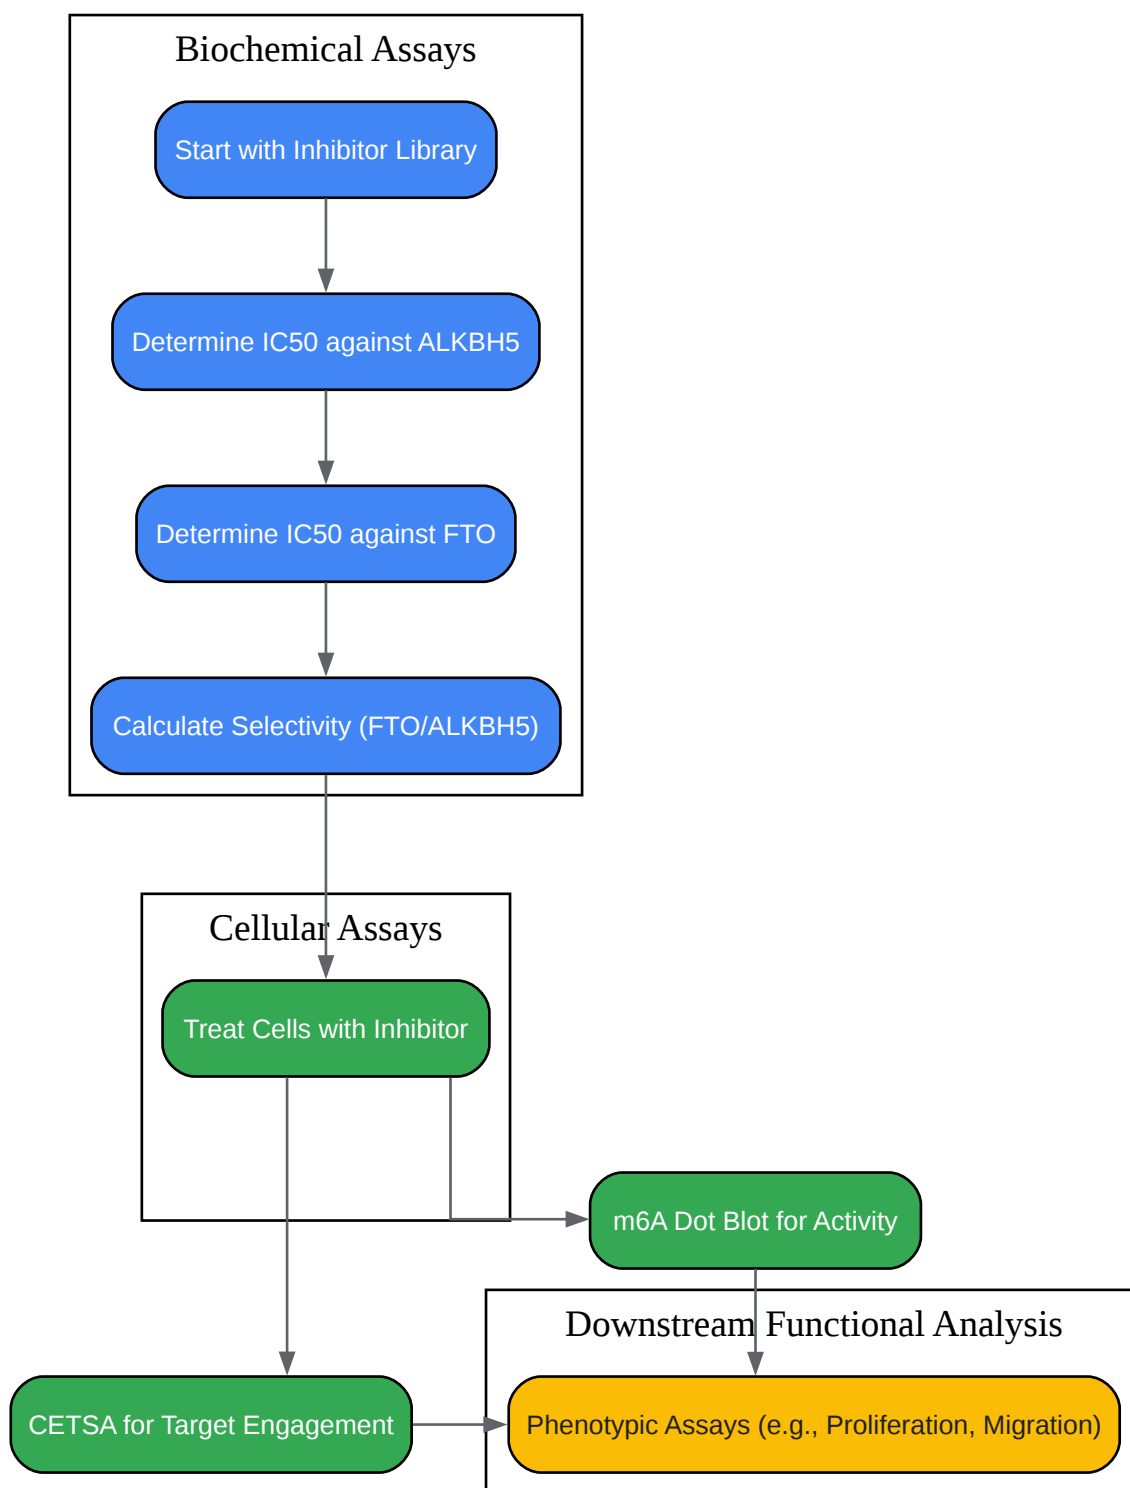 Biochemical Assays
Start with Inhibitor Library
Determine IC50 against ALKBH5
Determine IC50 against FTO
Calculate Selectivity (FTO/ALKBH5)
Cellular Assays
Treat Cells with Inhibitor
m6A Dot Blot for Activity
Downstream Functional Analysis
CETSA for Target Engagement
Phenotypic Assays (e.g., Proliferation, Migration)